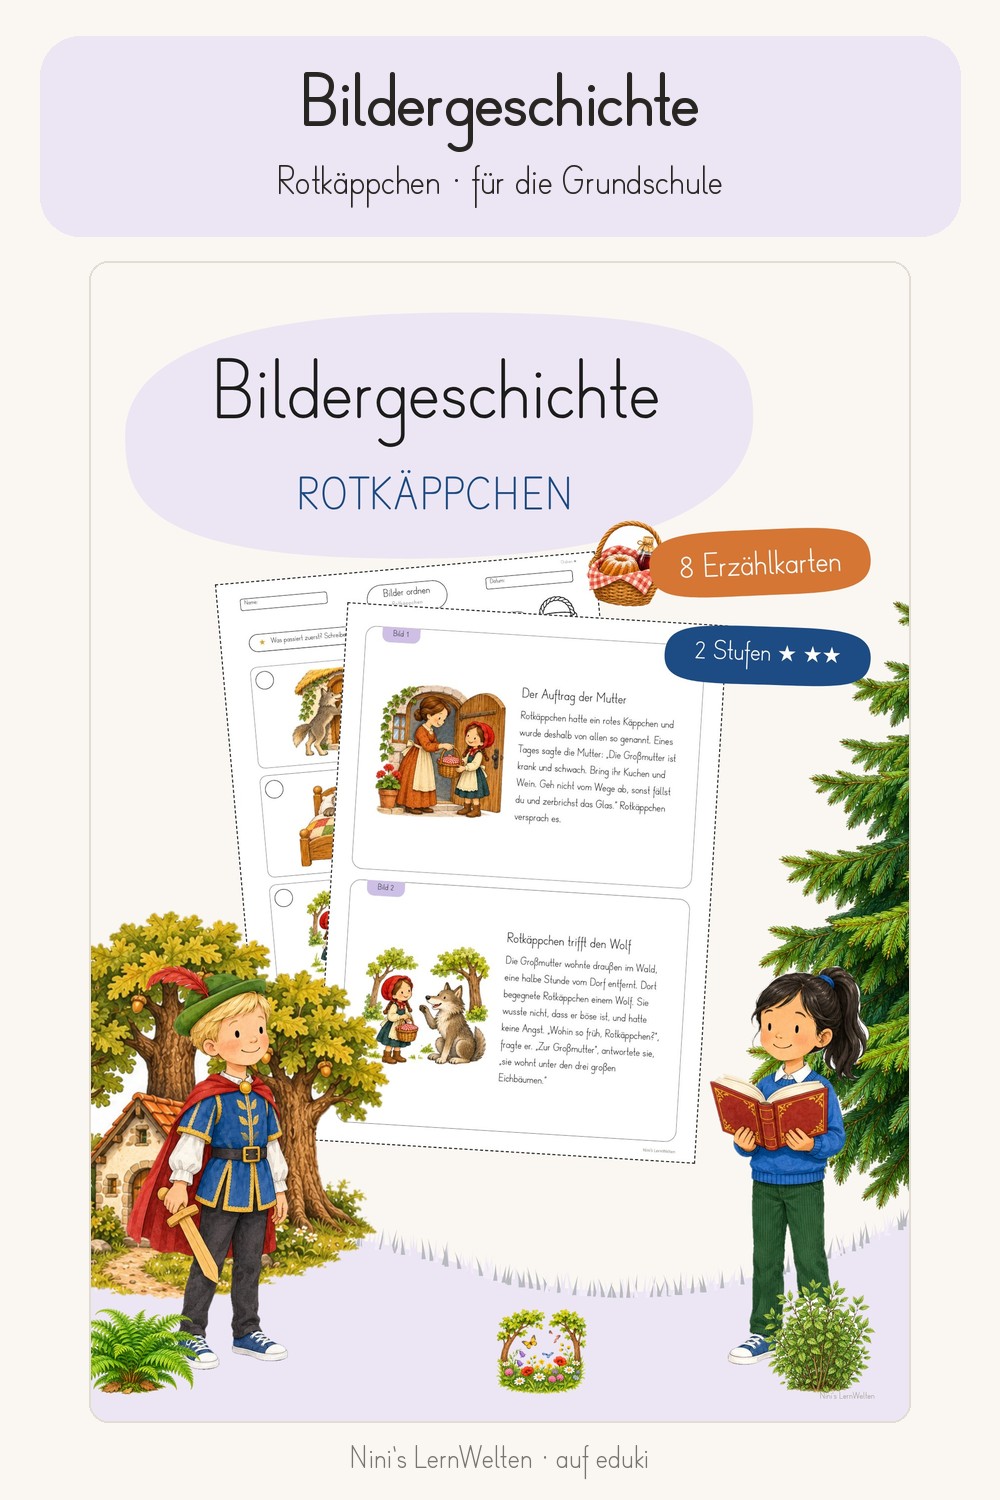 Bildergeschichte
Rotkäppchen · für die Grundschule
Bildergeschichte
ROTKÄPPCHEN
8 Erzählkarten
2 Stufen ★ ★★
Name:
Bilder ordnen
Datum:
★ Was passiert zuerst?
Bild 1
Der Auftrag der Mutter
Rotkäppchen hatte ein rotes Käppchen und
wurde deshalb von allen so genannt. Eines
Tages sagte die Mutter: „Die Großmutter ist
krank und schwach. Bring ihr Kuchen und
Wein. Geh nicht vom Wege ab, sonst fällst
du und zerbrichst das Glas." Rotkäppchen
versprach es.
Bild 2
Rotkäppchen trifft den Wolf
Die Großmutter wohnte draußen im Wald,
eine halbe Stunde vom Dorf entfernt. Dort
begegnete Rotkäppchen einem Wolf. Sie
wusste nicht, dass er böse ist, und hatte
keine Angst. „Wohin so früh, Rotkäppchen?",
fragte er. „Zur Großmutter", antwortete sie,
„sie wohnt unter den drei großen
Eichbäumen."
Nini's LernWelten
Nini's LernWelten
Nini's LernWelten · auf eduki